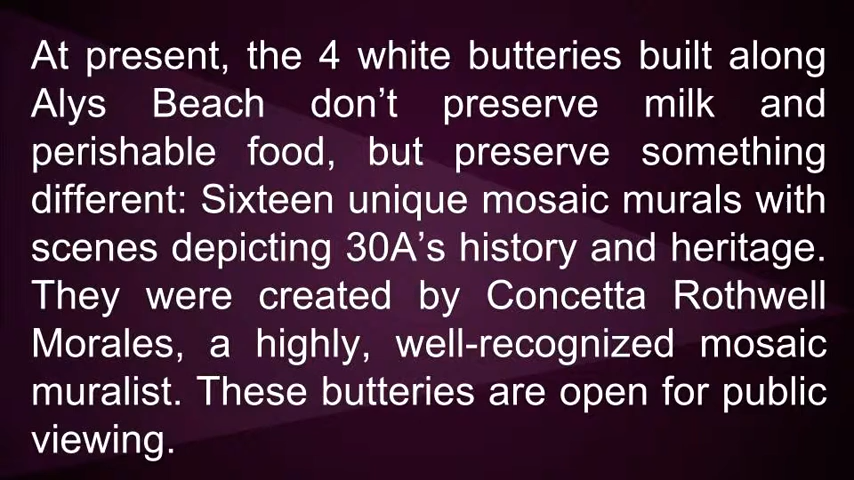 At present, the 4 white butteries built along
Alys Beach don’t preserve milk and
perishable food, but preserve something
different: Sixteen unique mosaic murals with
scenes depicting 30A’s history and heritage.
They were created by Concetta Rothwell
Morales, a highly, well-recognized mosaic
muralist. These butteries are open for public
viewing.